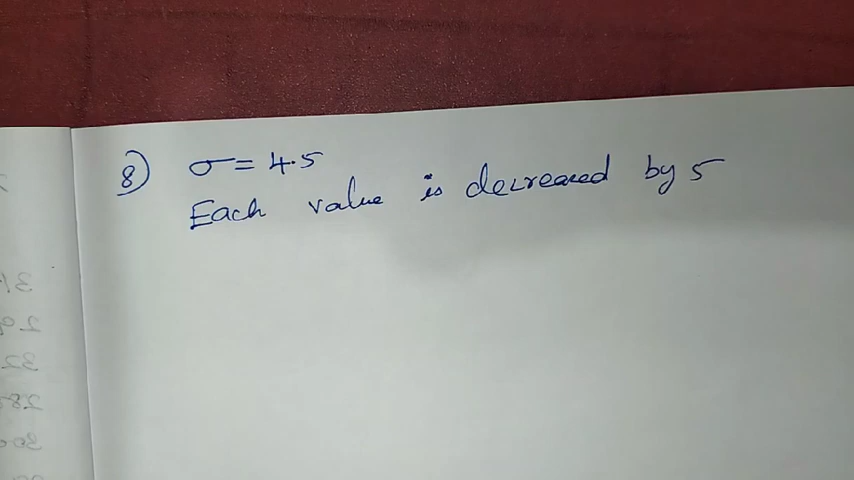 8) σ = 4.5
Each value is decreased by 5